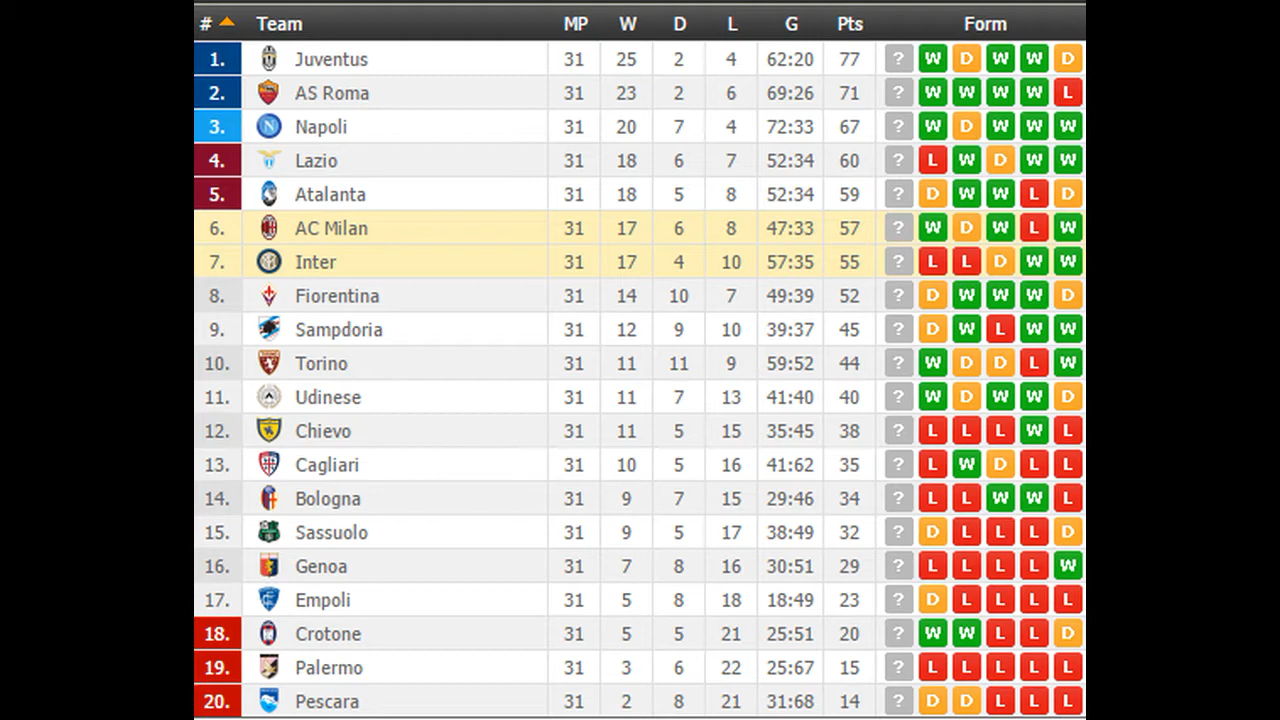 # Team MP W D L G Pts Form
1. Juventus 31 25 2 4 62:20 77 ? W D W W D
2. AS Roma 31 23 2 6 69:26 71 ? W W W W L
3. N Napoli 31 20 7 4 72:33 67 ? W D W W W
4. Lazio 31 18 6 7 52:34 60 ? L W D W W
5. Atalanta 31 18 5 8 52:34 59 ? D W W L D
6. AC Milan 31 17 6 8 47:33 57 ? W D W L W
7. Inter 31 17 4 10 57:35 55 ? L L D W W
8. Fiorentina 31 14 10 7 49:39 52 ? D W W W D
9. Sampdoria 31 12 9 10 39:37 45 ? D W L W W
10. Torino 31 11 11 9 59:52 44 ? W D D L W
11. Udinese 31 11 7 13 41:40 40 ? W D W W D
12. Chievo 31 11 5 15 35:45 38 ? L L L W L
13. Cagliari 31 10 5 16 41:62 35 ? L W D L L
14. Bologna 31 9 7 15 29:46 34 ? L L W W L
15. Sassuolo 31 9 5 17 38:49 32 ? D L L L D
16. Genoa 31 7 8 16 30:51 29 ? L L L L W
17. Empoli 31 5 8 18 18:49 23 ? D L L L L
18. Crotone 31 5 5 21 25:51 20 ? W W L L D
19. Palermo 31 3 6 22 25:67 15 ? L L L L L
20. Pescara 31 2 8 21 31:68 14 ? D D L L L